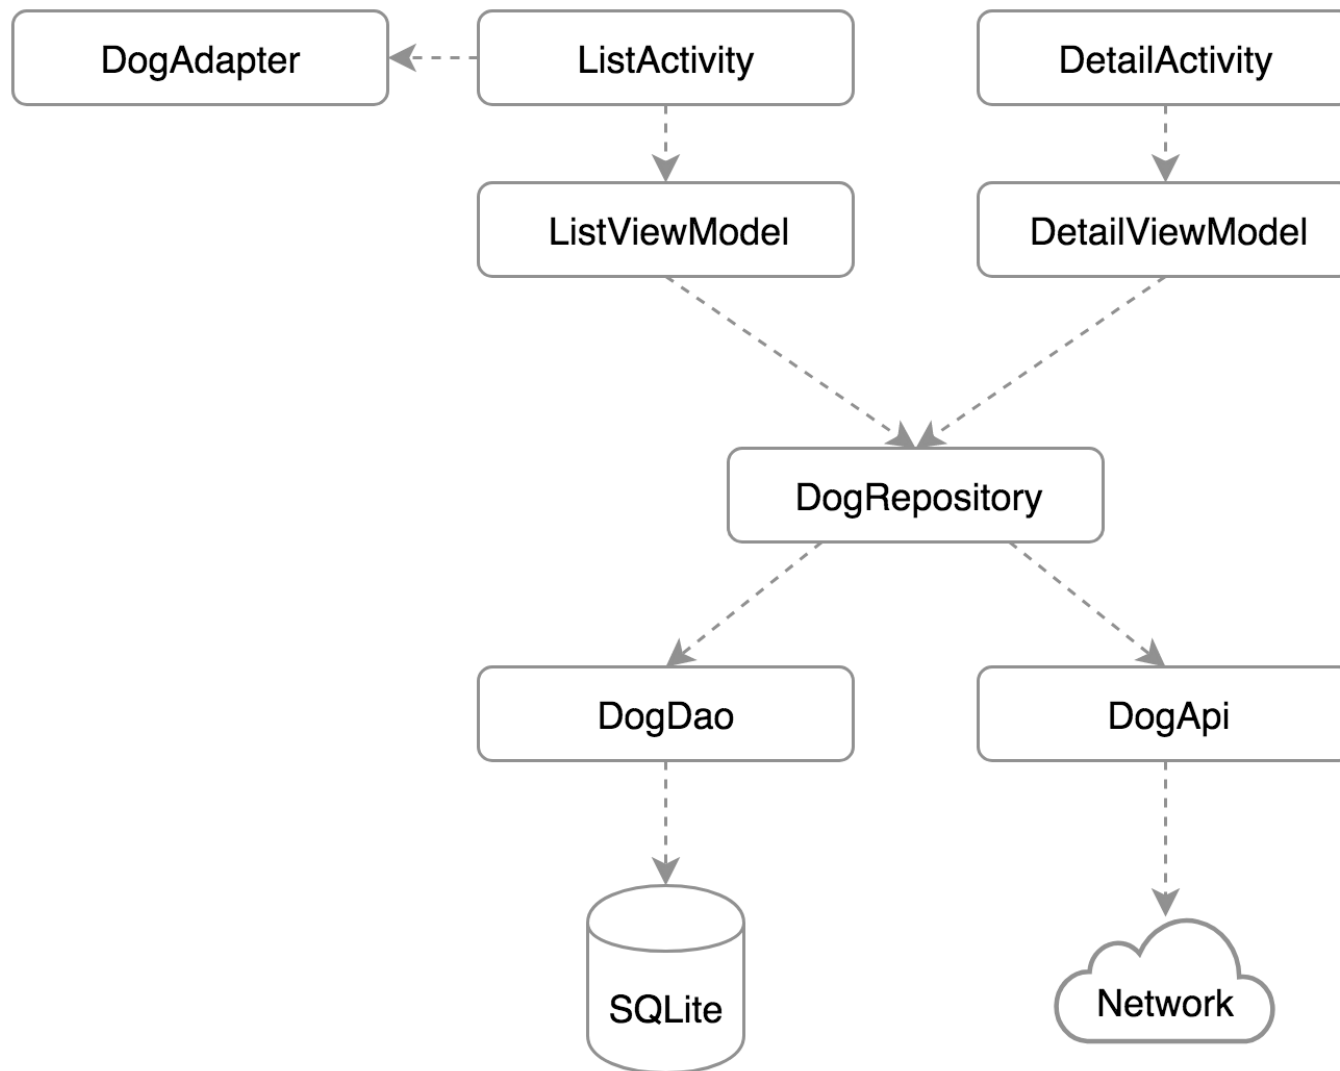 DogAdapter
ListActivity
DetailActivity
ListViewModel
DetailViewModel
DogRepository
DogDao
DogApi
SQLite
Network